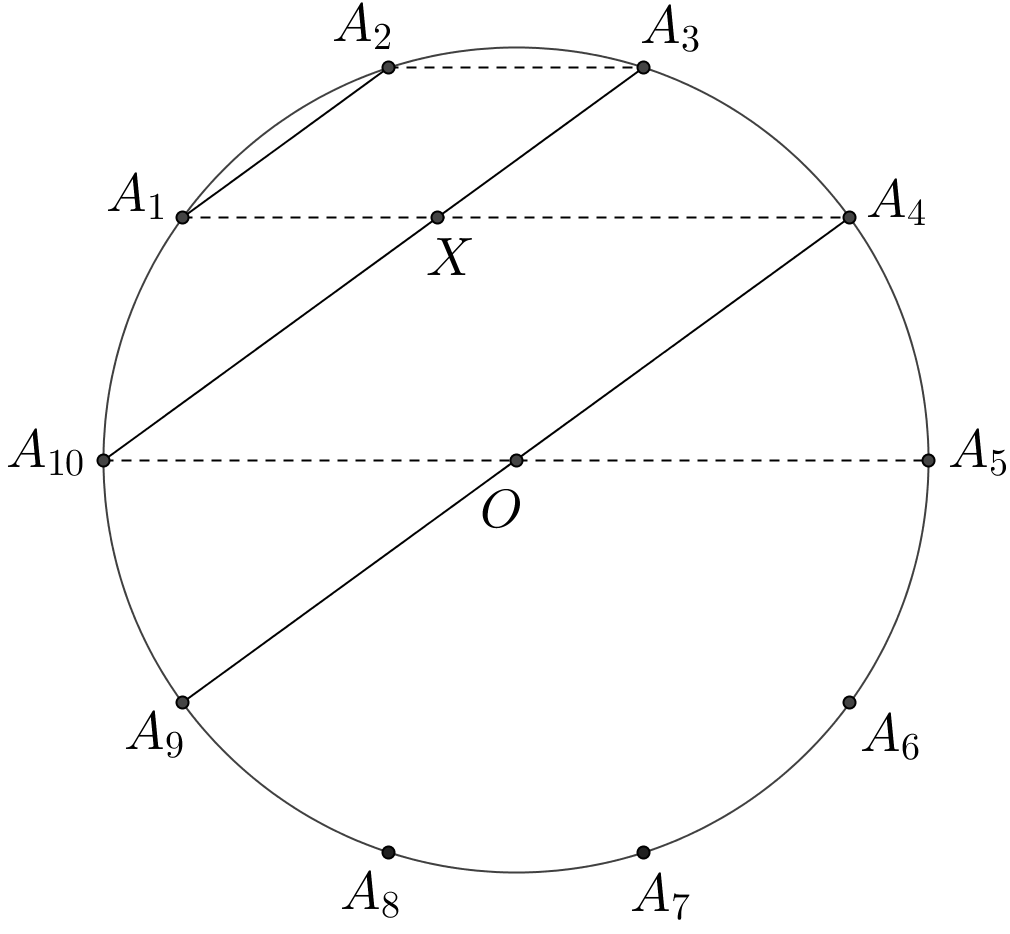 A₂ A₃
A₁ A₄
X
A₁₀ A₅
O
A₉ A₆
A₈ A₇